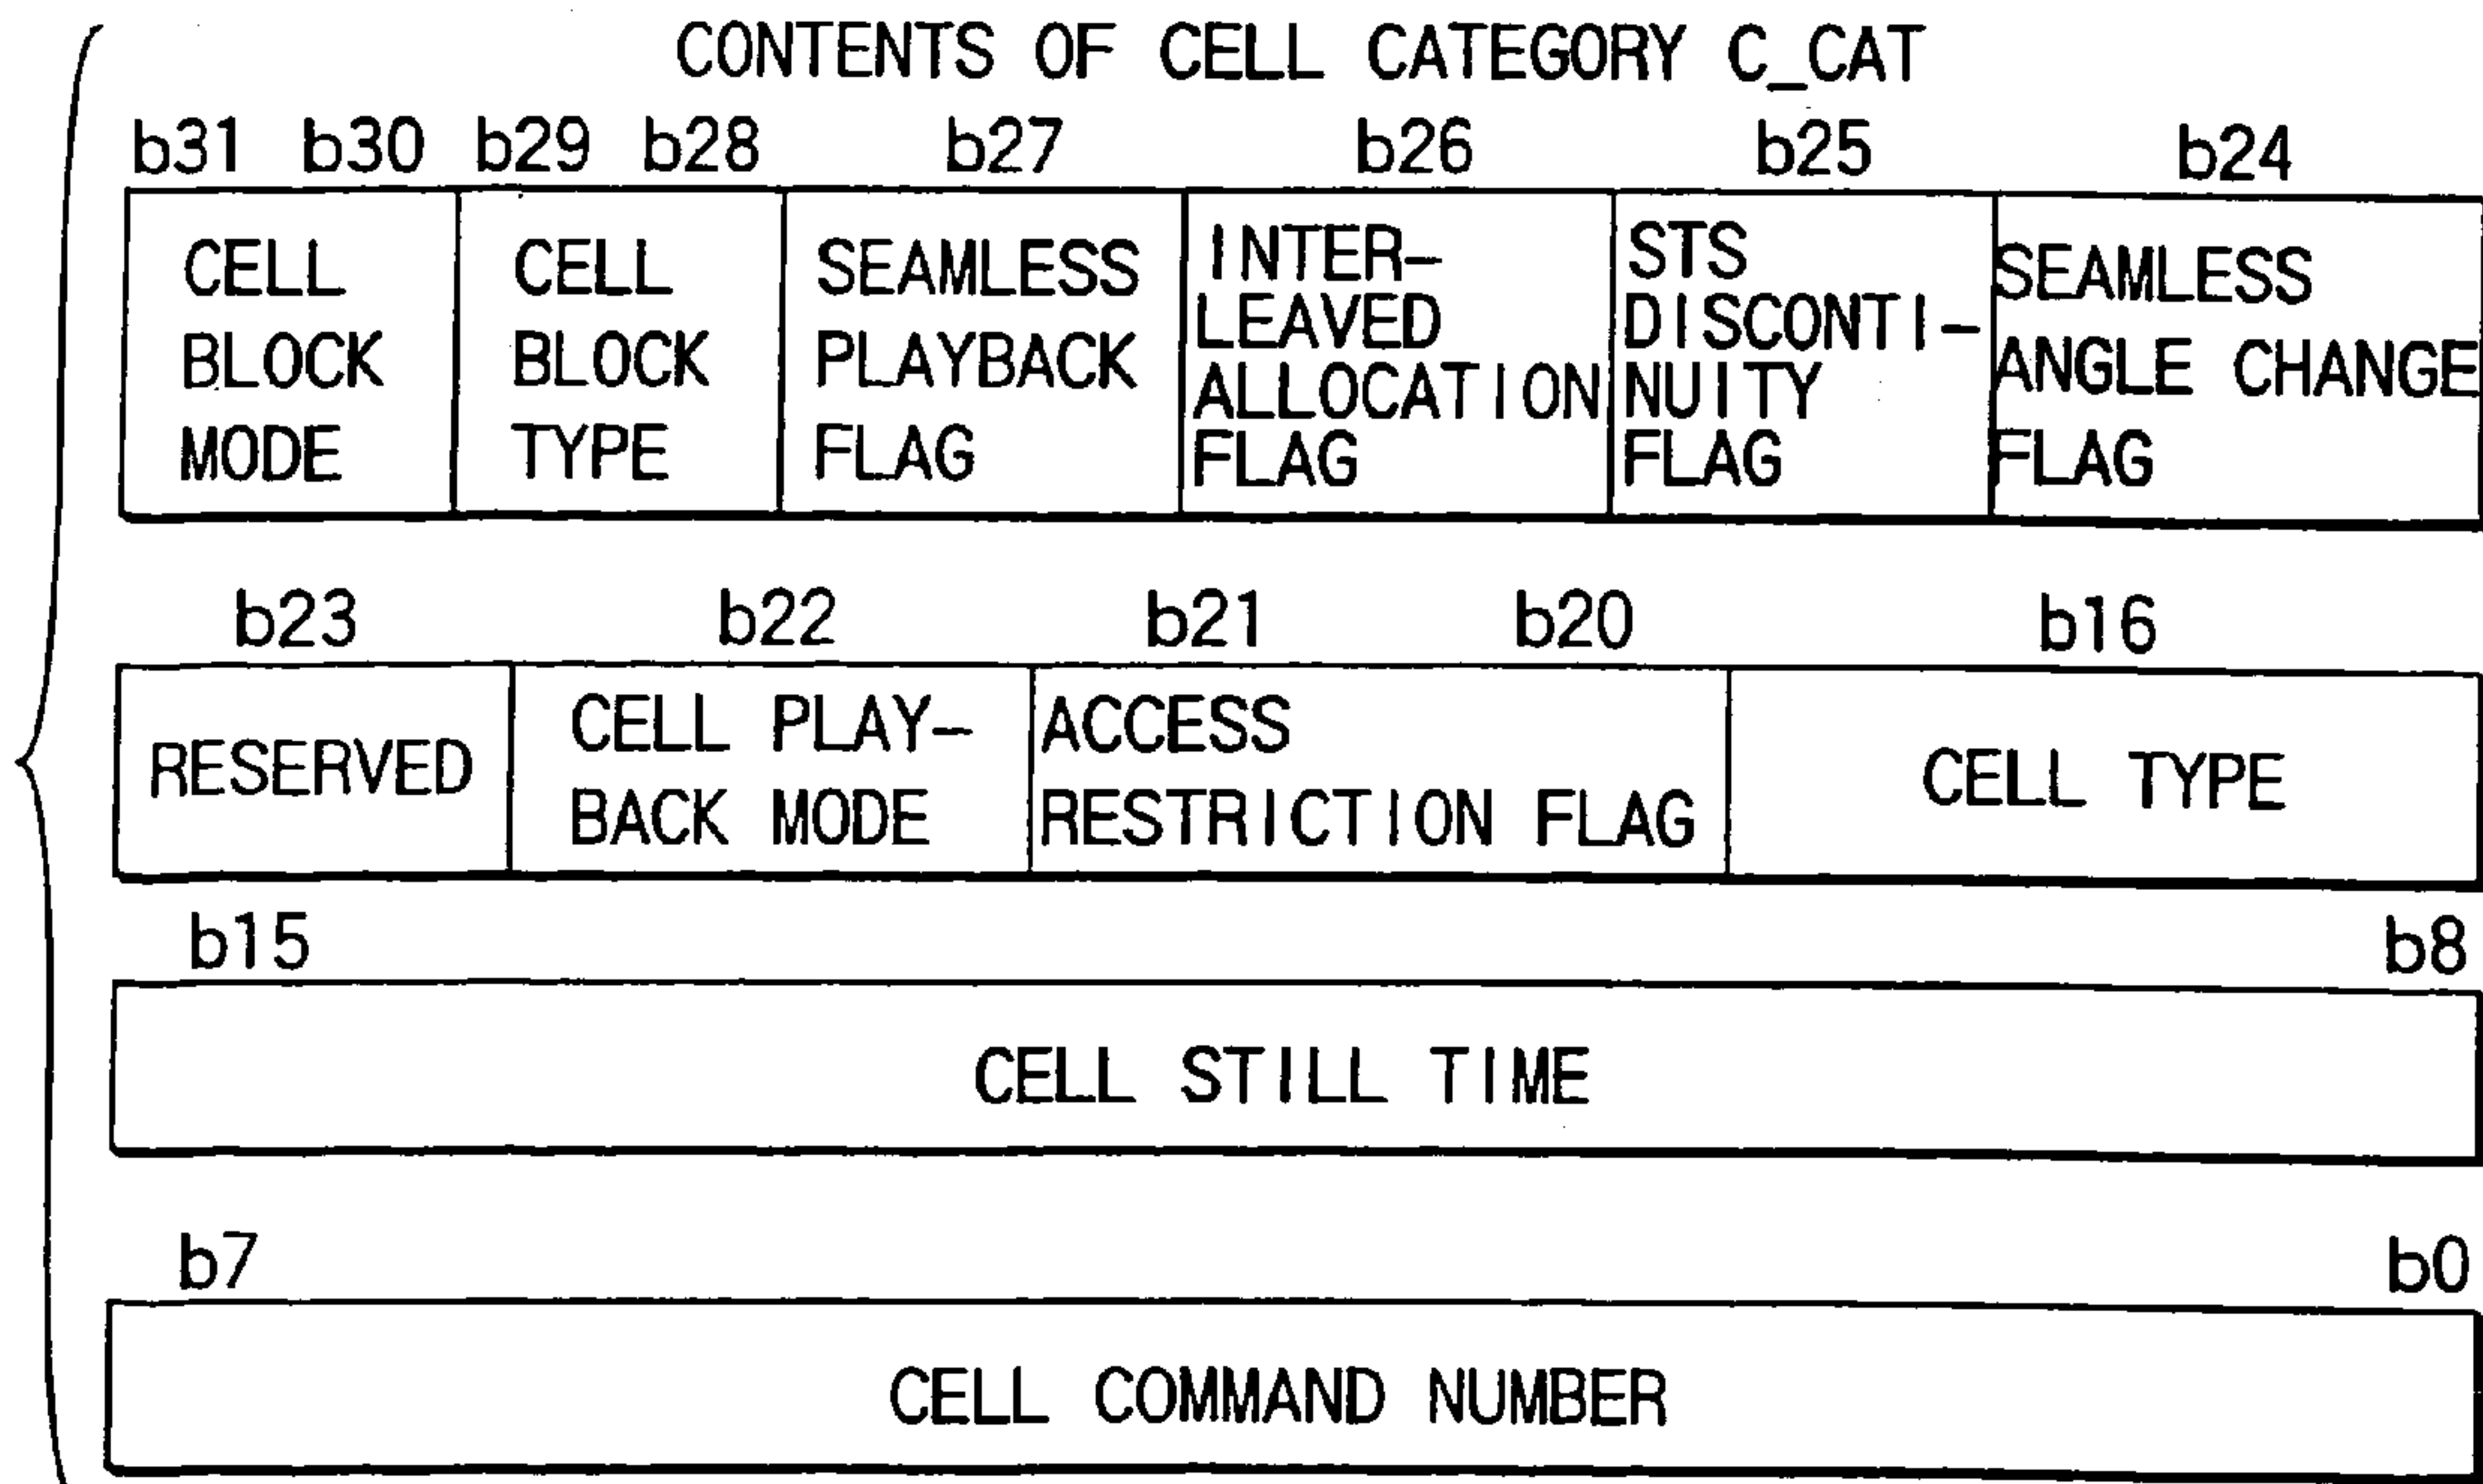 CONTENTS OF CELL CATEGORY C_CAT
b31 b30 b29 b28 b27 b26 b25 b24
CELL
BLOCK
MODE
CELL
BLOCK
TYPE
SEAMLESS
PLAYBACK
FLAG
INTER-
LEAVED
ALLOCATION
FLAG
STS
DISCONTI-
NUITY
FLAG
SEAMLESS
ANGLE CHANGE
FLAG
b23 b22 b21 b20 b16
RESERVED
CELL PLAY-
BACK MODE
ACCESS
RESTRICTION FLAG
CELL TYPE
b15 b8
CELL STILL TIME
b7 b0
CELL COMMAND NUMBER